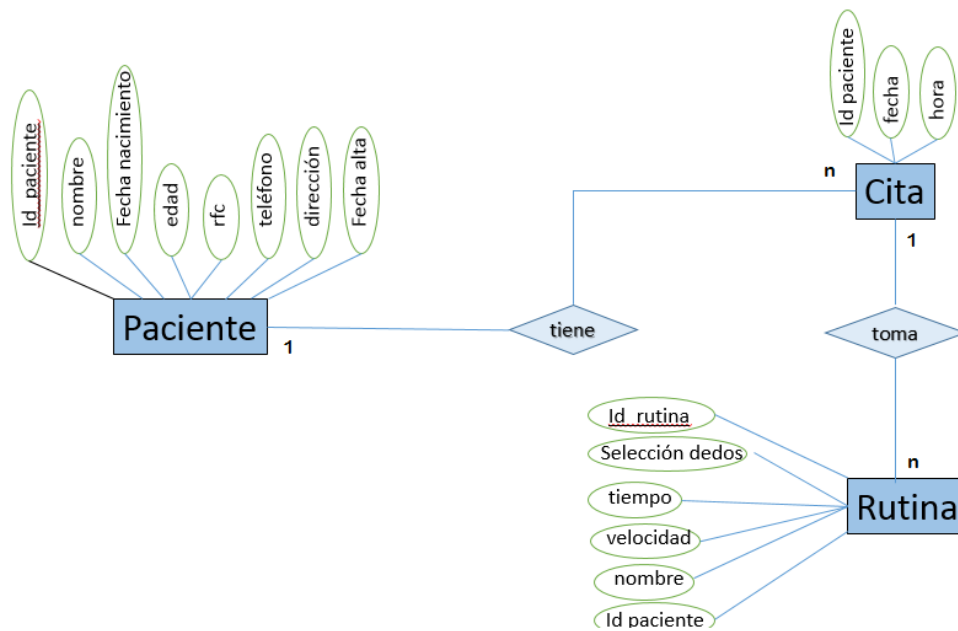 Id paciente
fecha
hora
Id_paciente
nombre
Fecha nacimiento
edad
rfc
teléfono
dirección
Fecha alta
n
Cita
1
Paciente
1
tiene
toma
Id_rutina
Selección dedos
tiempo
velocidad
nombre
Id paciente
n
Rutina